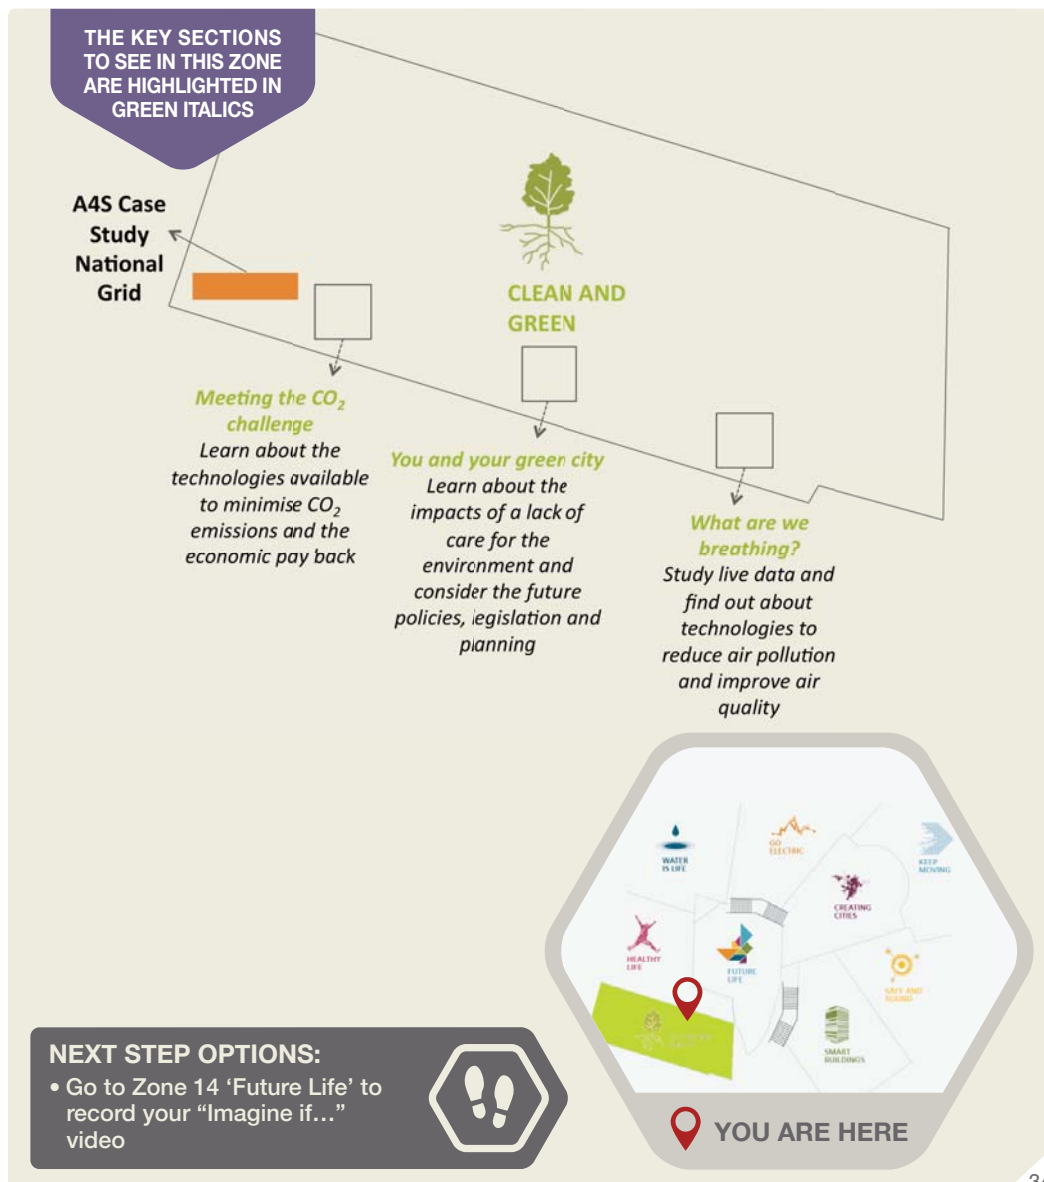 THE KEY SECTIONS
TO SEE IN THIS ZONE
ARE HIGHLIGHTED IN
GREEN ITALICS
A4S Case
Study
National
Grid
CLEAN AND
GREEN
Meeting the CO₂
challenge
Learn about the
technologies available
to minimise CO₂
emissions and the
economic pay back
You and your green city
Learn about the
impacts of a lack of
care for the
environment and
consider the future
policies, legislation and
planning
What are we
breathing?
Study live data and
find out about
technologies to
reduce air pollution
and improve air
quality
WATER
IS LIFE
GO
ELECTRIC
KEEP
MOVING
CREATING
CITIES
HEALTHY
LIFE
FUTURE
LIFE
SAFE AND
SOUND
SMART
BUILDINGS
YOU ARE HERE
NEXT STEP OPTIONS:
• Go to Zone 14 ‘Future Life’ to
record your “Imagine if...”
video